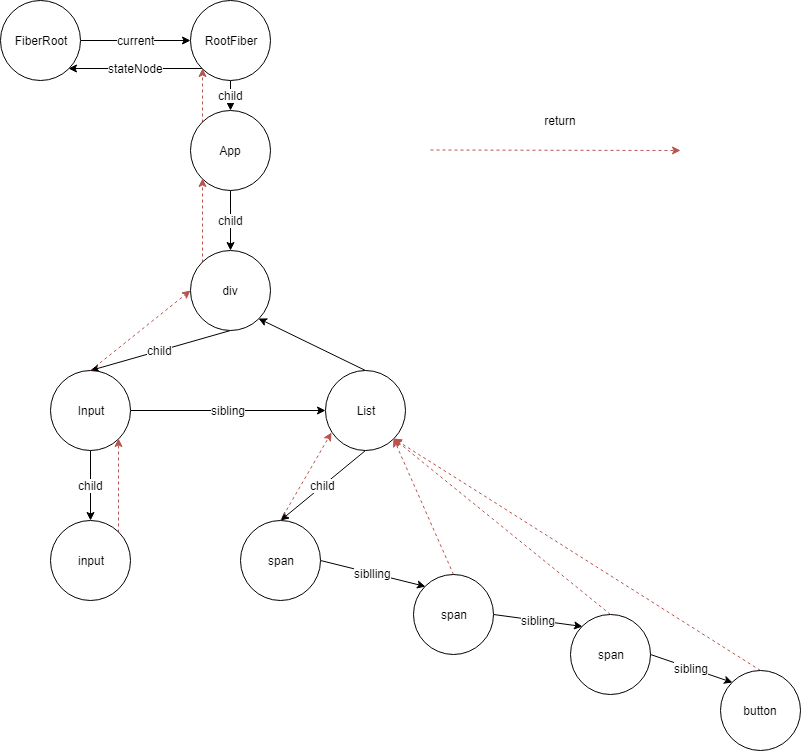 FiberRoot
current
RootFiber
stateNode
child
return
App
child
div
child
Input
sibling
List
child
child
input
span
siblling
span
sibling
span
sibling
button